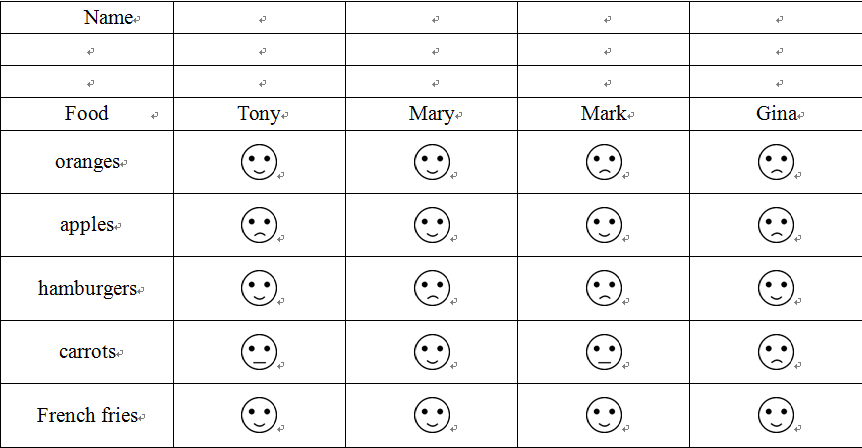 Name
Food Tony Mary Mark Gina
oranges
apples
hamburgers
carrots
French fries